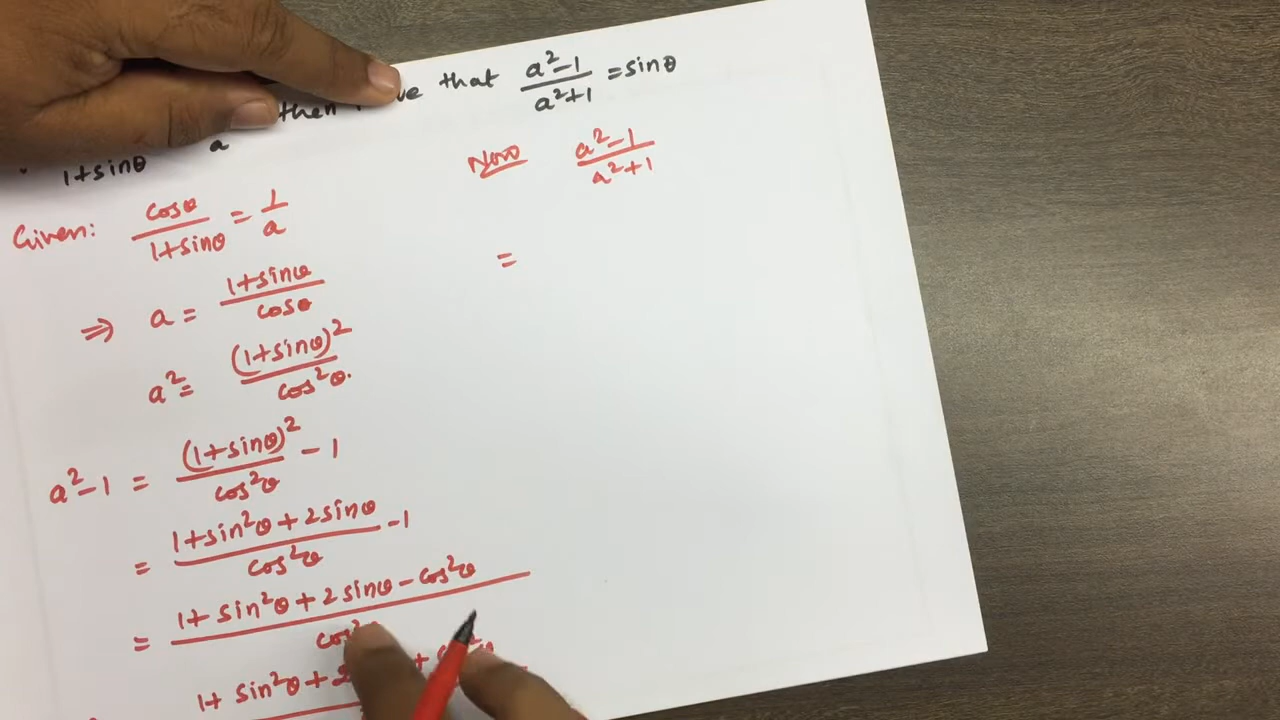 then that a²-1/a²+1 = sinθ
1+sinθ a
Given: cosθ/1+sinθ = 1/a
⇒ a = 1+sinθ/cosθ
a² = (1+sinθ)²/cos²θ.
a²-1 = (1+sinθ)²/cos²θ - 1
= 1+sin²θ+2sinθ/cos²θ - 1
= 1+sin²θ+2sinθ-cos²θ
1+sin²θ+
Now a²-1/a²+1
=